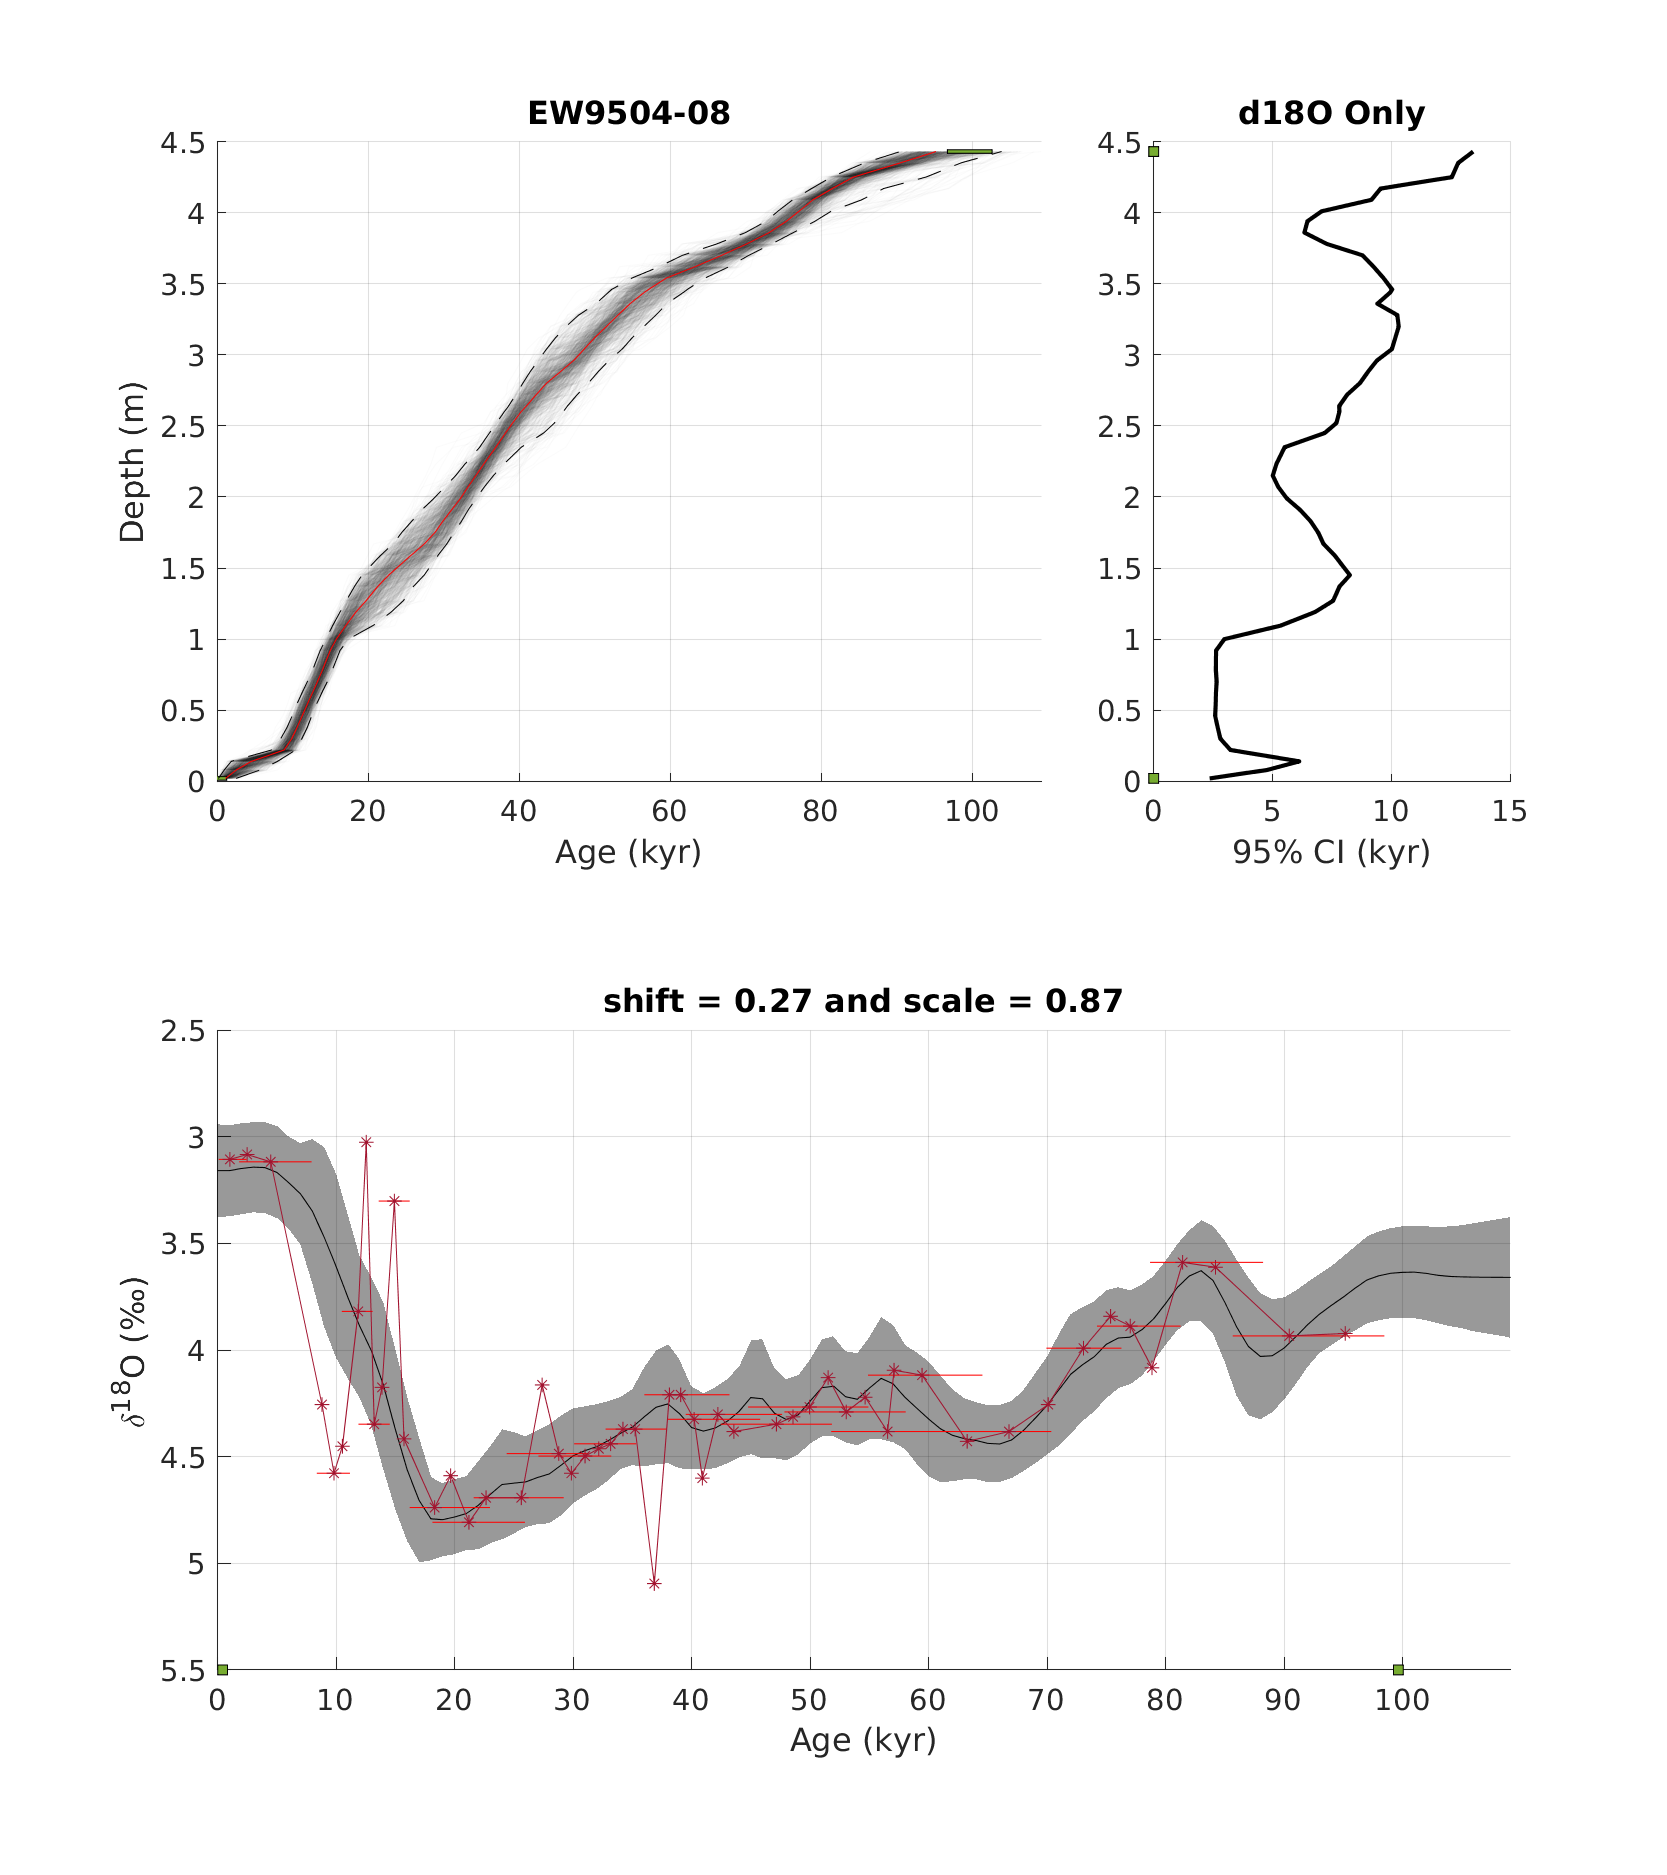 EW9504-08
d18O Only
4.5
4
3.5
3
2.5
2
1.5
1
0.5
0
Depth (m)
0 20 40 60 80 100
Age (kyr)
4.5
4
3.5
3
2.5
2
1.5
1
0.5
0
0 5 10 15
95% CI (kyr)
shift = 0.27 and scale = 0.87
2.5
3
3.5
4
4.5
5
5.5
δ18O (‰)
0 10 20 30 40 50 60 70 80 90 100
Age (kyr)